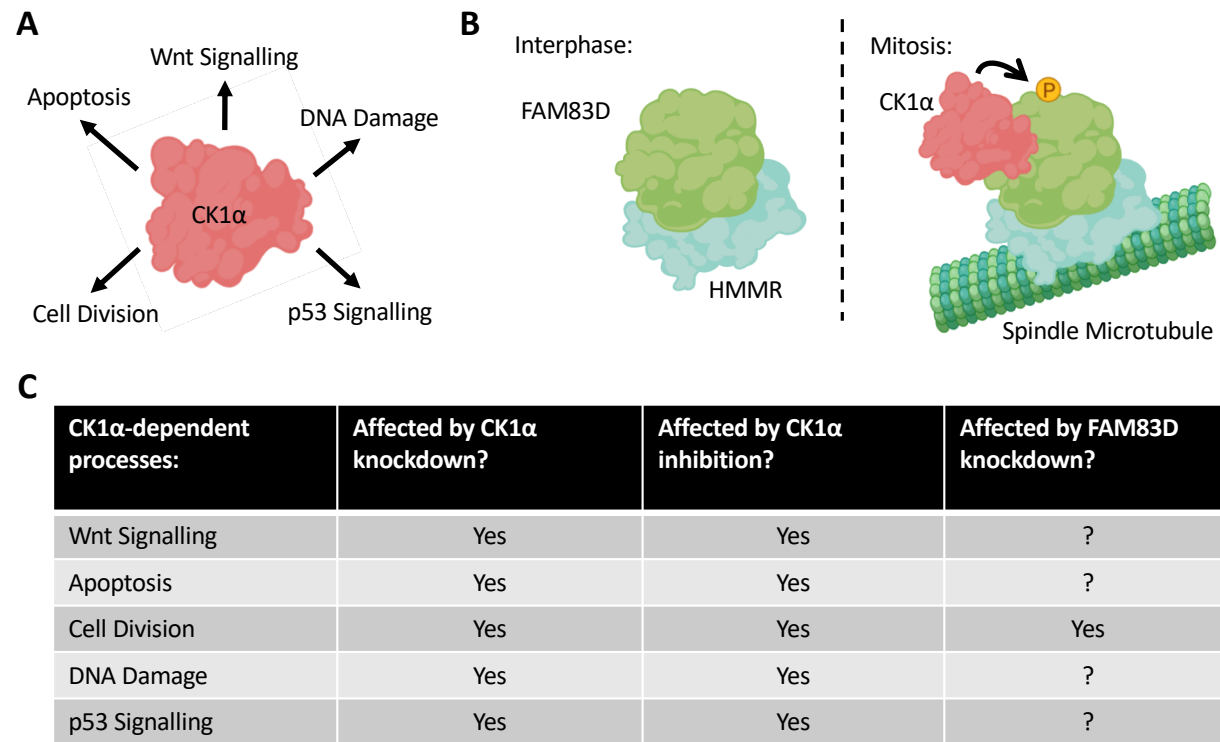 A
Wnt Signalling
Apoptosis
DNA Damage
CK1α
Cell Division
p53 Signalling
B
Interphase:
FAM83D
HMMR
Mitosis:
CK1α
P
Spindle Microtubule
C
CK1α-dependent processes: Affected by CK1α knockdown? Affected by CK1α inhibition? Affected by FAM83D knockdown?
Wnt Signalling Yes Yes ?
Apoptosis Yes Yes ?
Cell Division Yes Yes Yes
DNA Damage Yes Yes ?
p53 Signalling Yes Yes ?